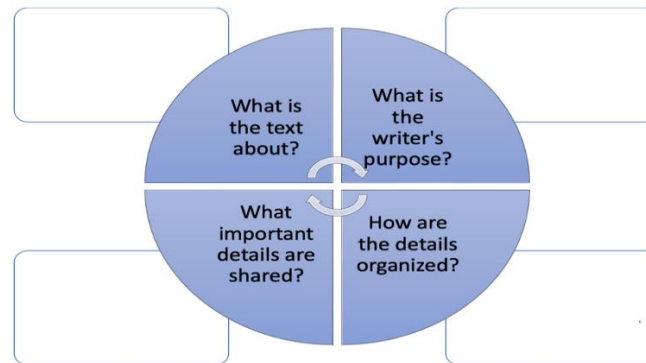 What is
the text
about?
What is
the
writer's
purpose?
What
important
details are
shared?
How are
the details
organized?